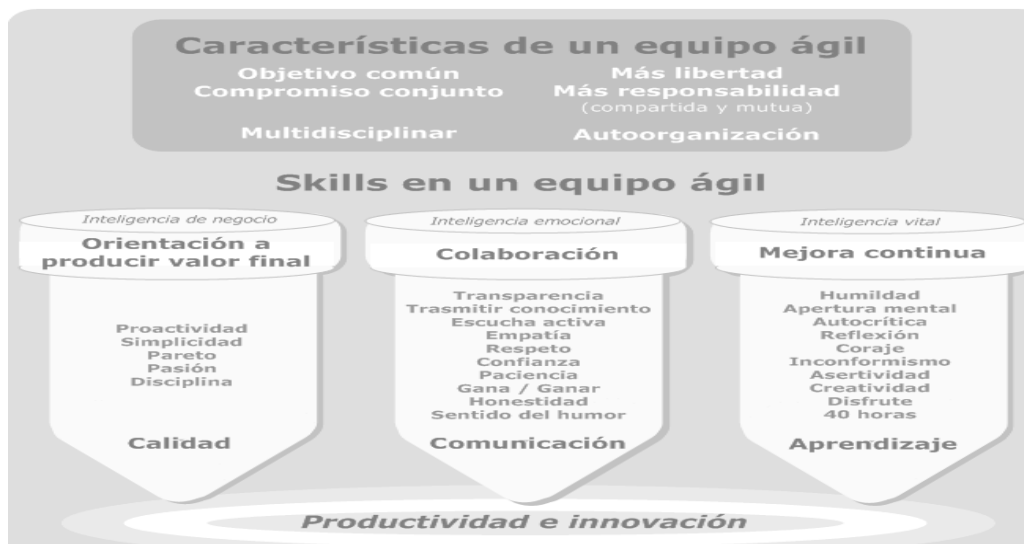 Características de un equipo ágil
Objetivo común
Compromiso conjunto
Multidisciplinar
Más libertad
Más responsabilidad
(compartida y mutua)
Autoorganización
Skills en un equipo ágil
Inteligencia de negocio
Orientación a
producir valor final
Proactividad
Simplicidad
Pareto
Pasión
Disciplina
Calidad
Inteligencia emocional
Colaboración
Transparencia
Trasmitir conocimiento
Escucha activa
Empatía
Respeto
Confianza
Paciencia
Gana / Ganar
Honestidad
Sentido del humor
Comunicación
Inteligencia vital
Mejora continua
Humildad
Apertura mental
Autocrítica
Reflexión
Coraje
Inconformismo
Asertividad
Creatividad
Disfrute
40 horas
Aprendizaje
Productividad e innovación